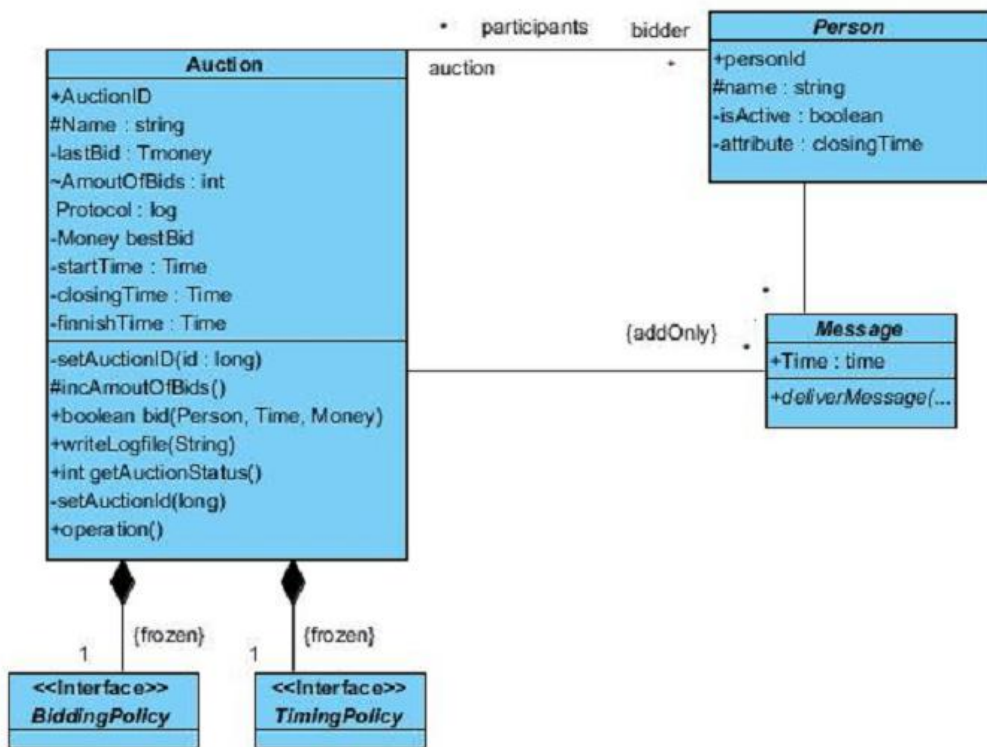 Auction
+AuctionID
#Name : string
-lastBid : Tmoney
~AmoutOfBids : int
Protocol : log
-Money bestBid
-startTime : Time
-closingTime : Time
-finnishTime : Time
-setAuctionID(id : long)
#incAmoutOfBids()
+boolean bid(Person, Time, Money)
+writeLogfile(String)
+int getAuctionStatus()
-setAuctionId(long)
+operation()
* participants bidder
auction *
Person
+personId
#name : string
-isActive : boolean
-attribute : closingTime
*
{addOnly} *
Message
+Time : time
+deliverMessage(...
{frozen} {frozen}
1 1
<<Interface>>
BiddingPolicy
<<Interface>>
TimingPolicy